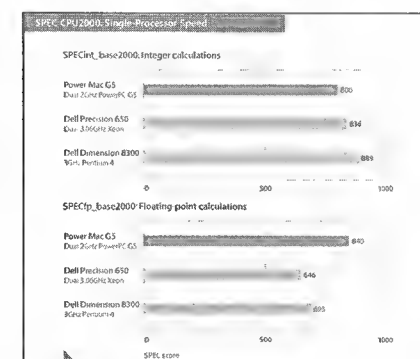 SPEC CPU2000: Single-Processor Speed
SPECint_base2000: Integer calculations
Power Mac G5 800
Dual 2GHz PowerPC G5
Dell Precision 650 836
Dual 3.06GHz Xeon
Dell Dimension 8300 889
3GHz Pentium 4
0 500 1000
SPECfp_base2000: Floating-point calculations
Power Mac G5 840
Dual 2GHz PowerPC G5
Dell Precision 650 646
Dual 3.06GHz Xeon
Dell Dimension 8300 693
3GHz Pentium 4
0 500 1000
SPEC score